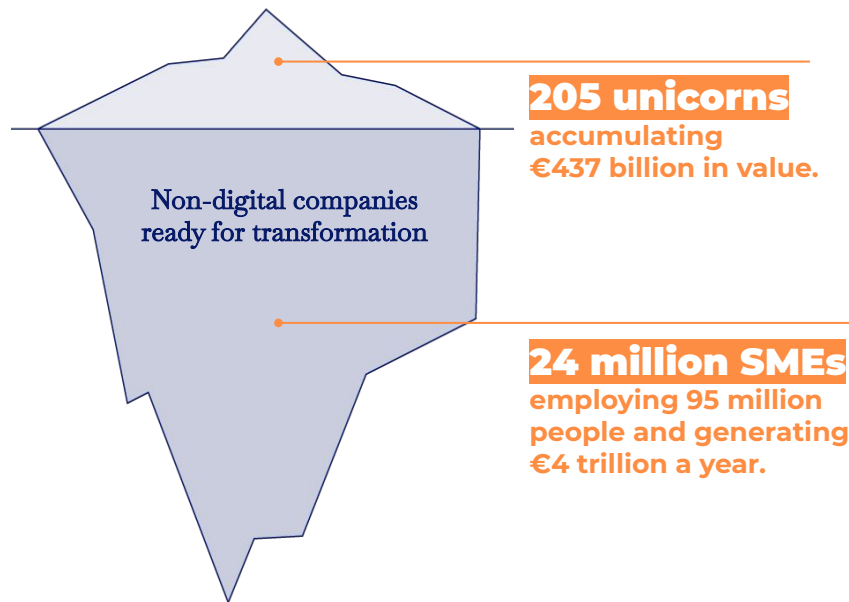 205 unicorns
accumulating
€437 billion in value.
Non-digital companies
ready for transformation
24 million SMEs
employing 95 million
people and generating
€4 trillion a year.